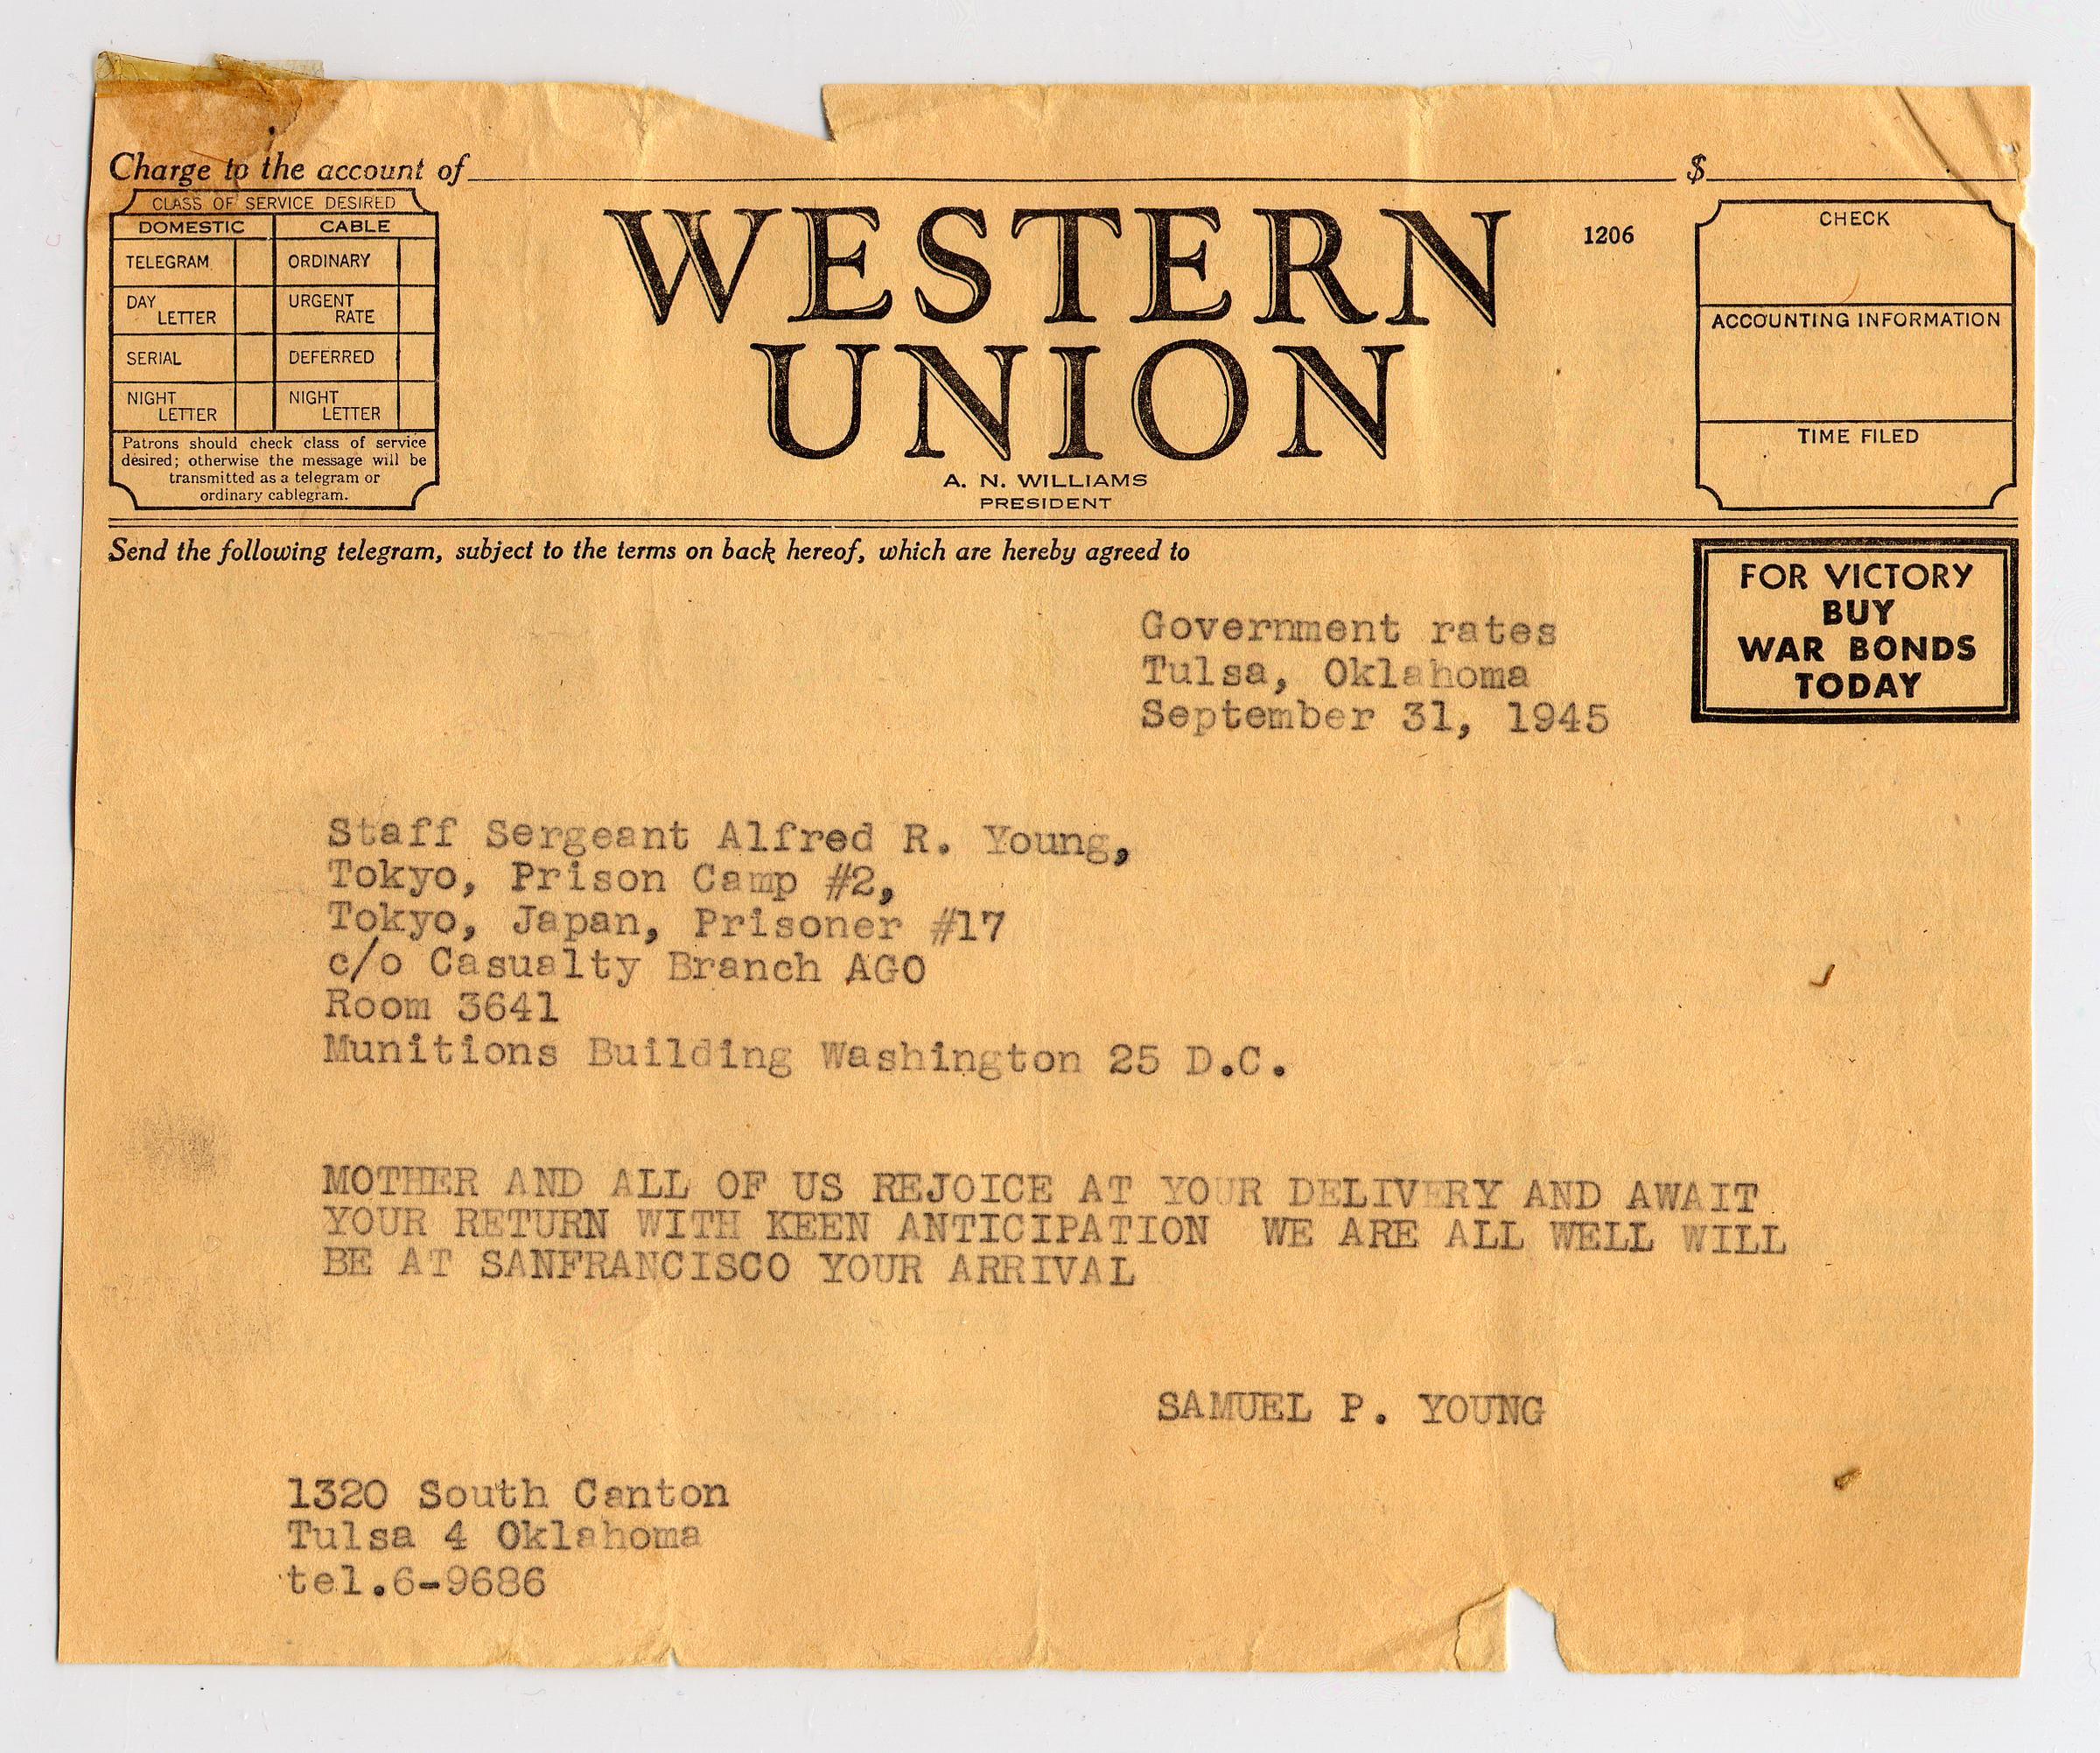 Charge to the account of $
CLASS OF SERVICE DESIRED
DOMESTIC CABLE
TELEGRAM ORDINARY
DAY LETTER URGENT RATE
SERIAL DEFERRED
NIGHT LETTER NIGHT LETTER
Patrons should check class of service
desired; otherwise the message will be
transmitted as a telegram or
ordinary cablegram.
WESTERN
UNION
A. N. WILLIAMS
PRESIDENT
1206
CHECK
ACCOUNTING INFORMATION
TIME FILED
Send the following telegram, subject to the terms on back hereof, which are hereby agreed to
FOR VICTORY
BUY
WAR BONDS
TODAY
Government rates
Tulsa, Oklahoma
September 31, 1945
Staff Sergeant Alfred R. Young,
Tokyo, Prison Camp #2,
Tokyo, Japan, Prisoner #17
c/o Casualty Branch AGO
Room 3641
Munitions Building Washington 25 D.C.
MOTHER AND ALL OF US REJOICE AT YOUR DELIVERY AND AWAIT
YOUR RETURN WITH KEEN ANTICIPATION WE ARE ALL WELL WILL
BE AT SANFRANCISCO YOUR ARRIVAL
SAMUEL P. YOUNG
1320 South Canton
Tulsa 4 Oklahoma
tel.6-9686